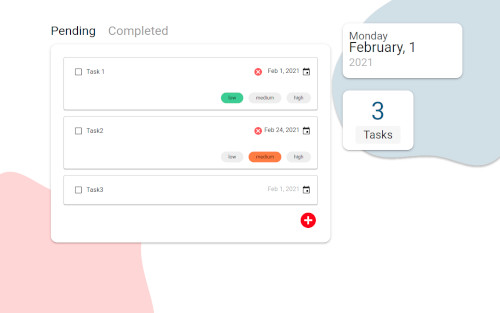 Pending Completed
Task 1 Feb 1, 2021
low medium high
Task2 Feb 24, 2021
low medium high
Task3 Feb 1, 2021
Monday
February, 1
2021
3
Tasks